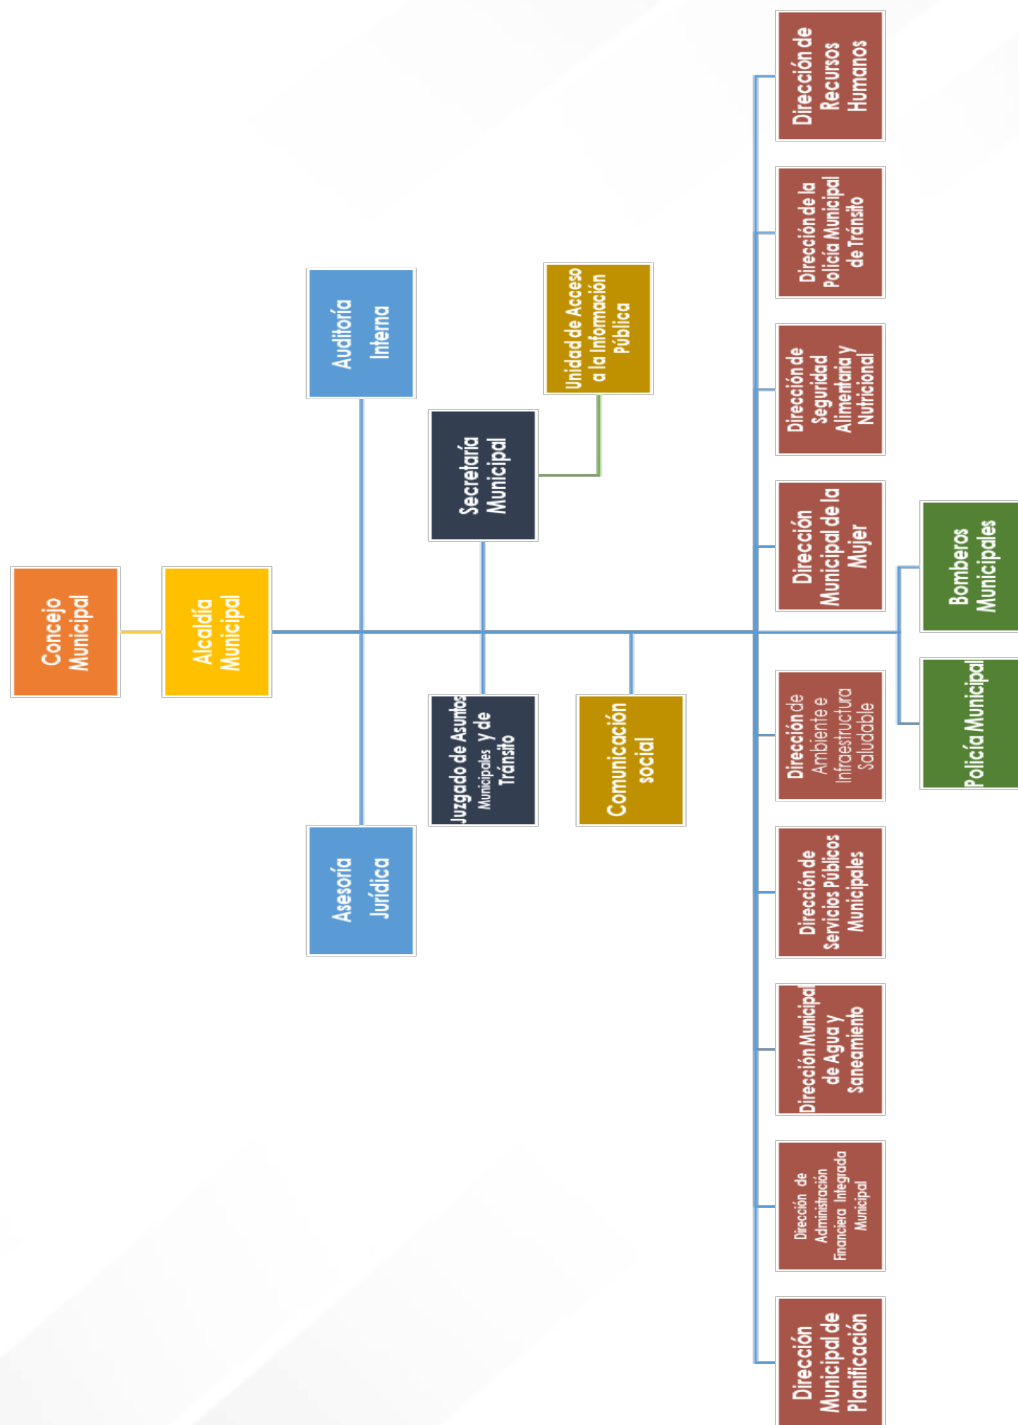 Concejo
Municipal
Alcaldía
Municipal
Asesoría
Jurídica
Auditoría
Interna
Juzgado de Asuntos
Municipales y de
Tránsito
Secretaría
Municipal
Comunicación
social
Unidad de Acceso
a la Información
Pública
Dirección
Municipal de
Planificación
Dirección de
Administración
Financiera Integrada
Municipal
Dirección Municipal
de Agua y
Saneamiento
Dirección de
Servicios Públicos
Municipales
Dirección de
Ambiente e
Infraestructura
Saludable
Dirección
Municipal de la
Mujer
Dirección de
Seguridad
Alimentaria y
Nutricional
Dirección de la
Policía Municipal
de Tránsito
Dirección de
Recursos
Humanos
Policía Municipal
Bomberos
Municipales